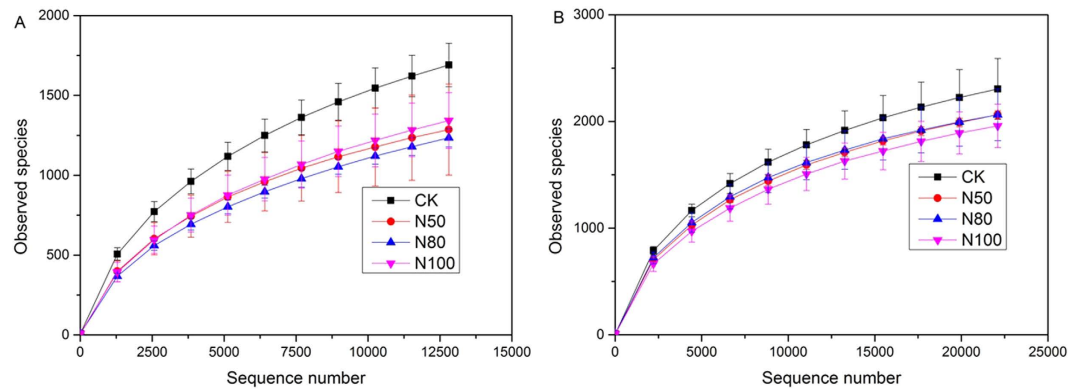 A
Observed species
2000
1500
1000
500
0
CK
N50
N80
N100
0 2500 5000 7500 10000 12500 15000
Sequence number
B
Observed species
3000
2000
1000
0
CK
N50
N80
N100
0 5000 10000 15000 20000 25000
Sequence number